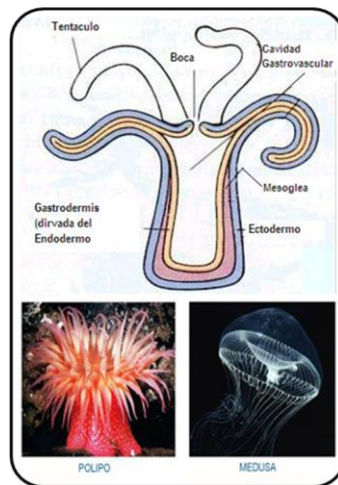 Tentaculo
Boca
Cavidad
Gastrovascular
Mesoglea
Gastrodermis
(dirvada del
Endodermo
Ectodermo
POLIPO
MEDUSA